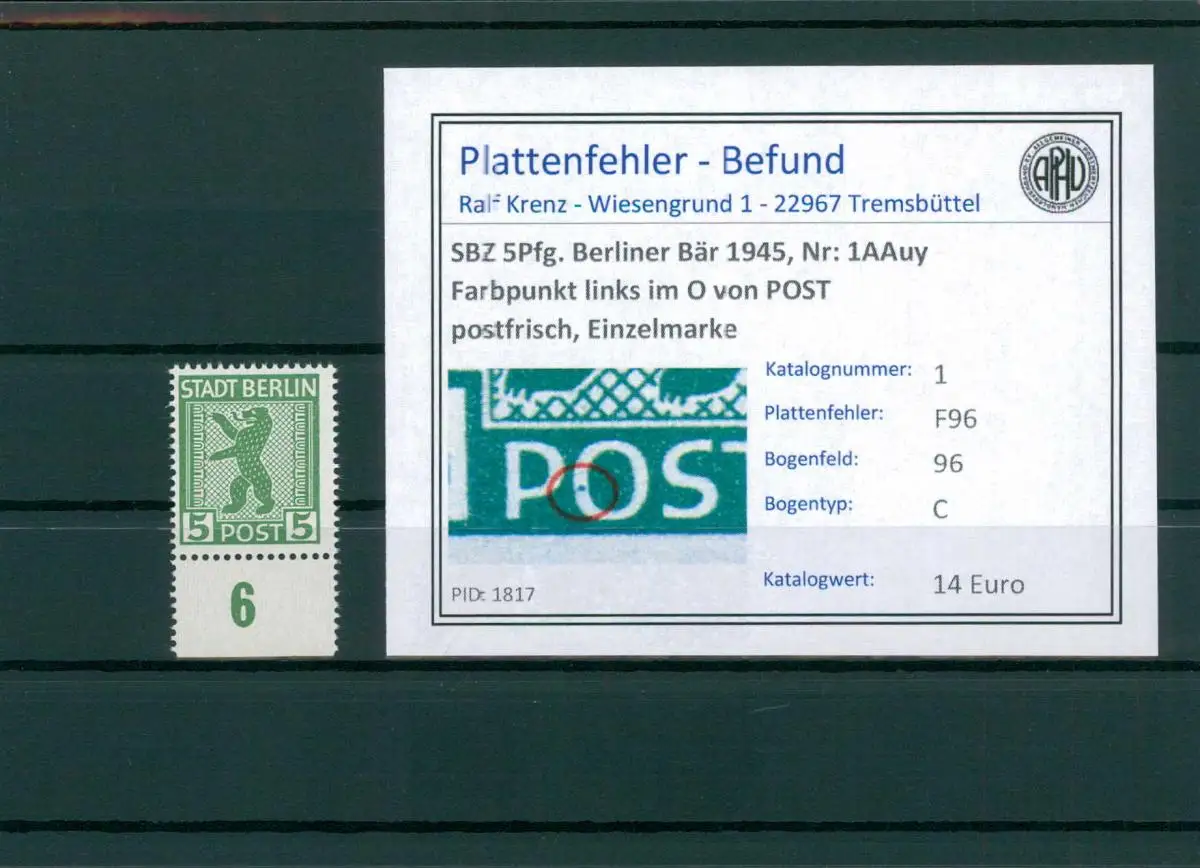 STADT BERLIN
5 POST 5
6
Plattenfehler - Befund
Ralf Krenz - Wiesengrund 1 - 22967 Tremsbüttel
APHV
SBZ 5Pfg. Berliner Bär 1945, Nr: 1AAuy
Farbpunkt links im O von POST
postfrisch, Einzelmarke
POST
Katalognummer: 1
Plattenfehler: F96
Bogenfeld: 96
Bogentyp: C
Katalogwert: 14 Euro
PID: 1817